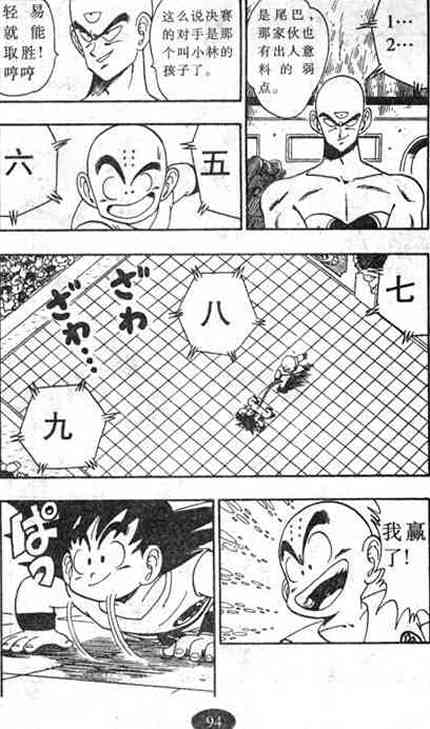 1…
2…
是尾巴，
那家伙也
有出人意
料的弱
点。
这么说决赛
的对手是那
个叫小林的
孩子了。
轻易
就能
取胜！
哼哼
五
六
七
八
九
ざわ
ざわ…
我赢
了！
ぱっ
94